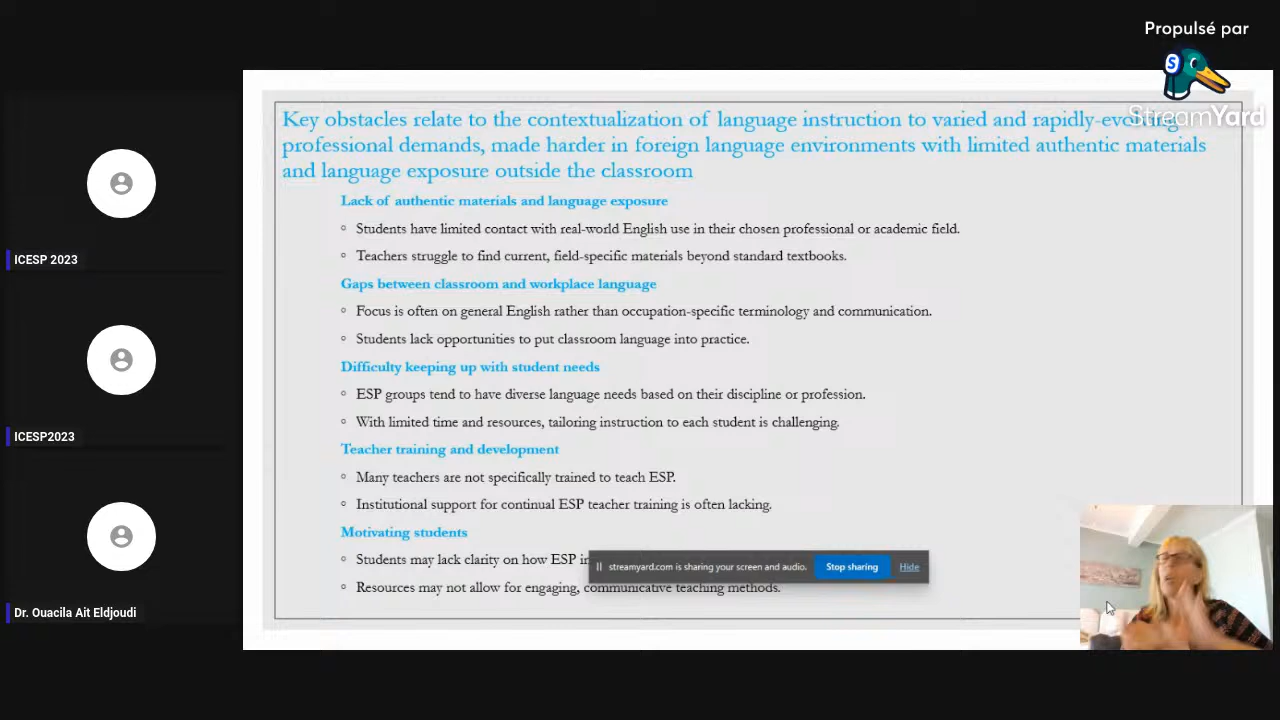 Propulsé par
StreamYard
Key obstacles relate to the contextualization of language instruction to varied and
professional demands, made harder in foreign language environments with limited authentic materials
and language exposure outside the classroom
Lack of authentic materials and language exposure
Students have limited contact with real-world English use in their chosen professional or academic field.
Teachers struggle to find current, field-specific materials beyond standard textbooks.
Gaps between classroom and workplace language
Focus is often on general English rather than occupation-specific terminology and communication.
Students lack opportunities to put classroom language into practice.
Difficulty keeping up with student needs
ESP groups tend to have diverse language needs based on their discipline or profession.
With limited time and resources, tailoring instruction to each student is challenging.
Teacher training and development
Many teachers are not specifically trained to teach ESP.
Institutional support for continual ESP teacher training is often lacking.
Motivating students
Students may lack clarity on how ESP
Resources may not allow for engaging, communicative teaching methods.
streamyard.com is sharing your screen and audio.
Stop sharing
Hide
ICESP 2023
ICESP2023
Dr. Ouacila Ait Eldjoudi